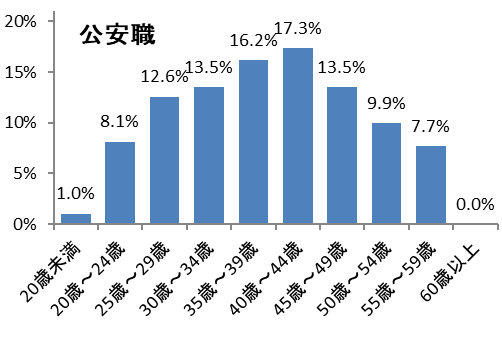 公安職
20%
15%
10%
5%
0%
1.0%
8.1%
12.6%
13.5%
16.2%
17.3%
13.5%
9.9%
7.7%
0.0%
20歳未満
20歳～24歳
25歳～29歳
30歳～34歳
35歳～39歳
40歳～44歳
45歳～49歳
50歳～54歳
55歳～59歳
60歳以上